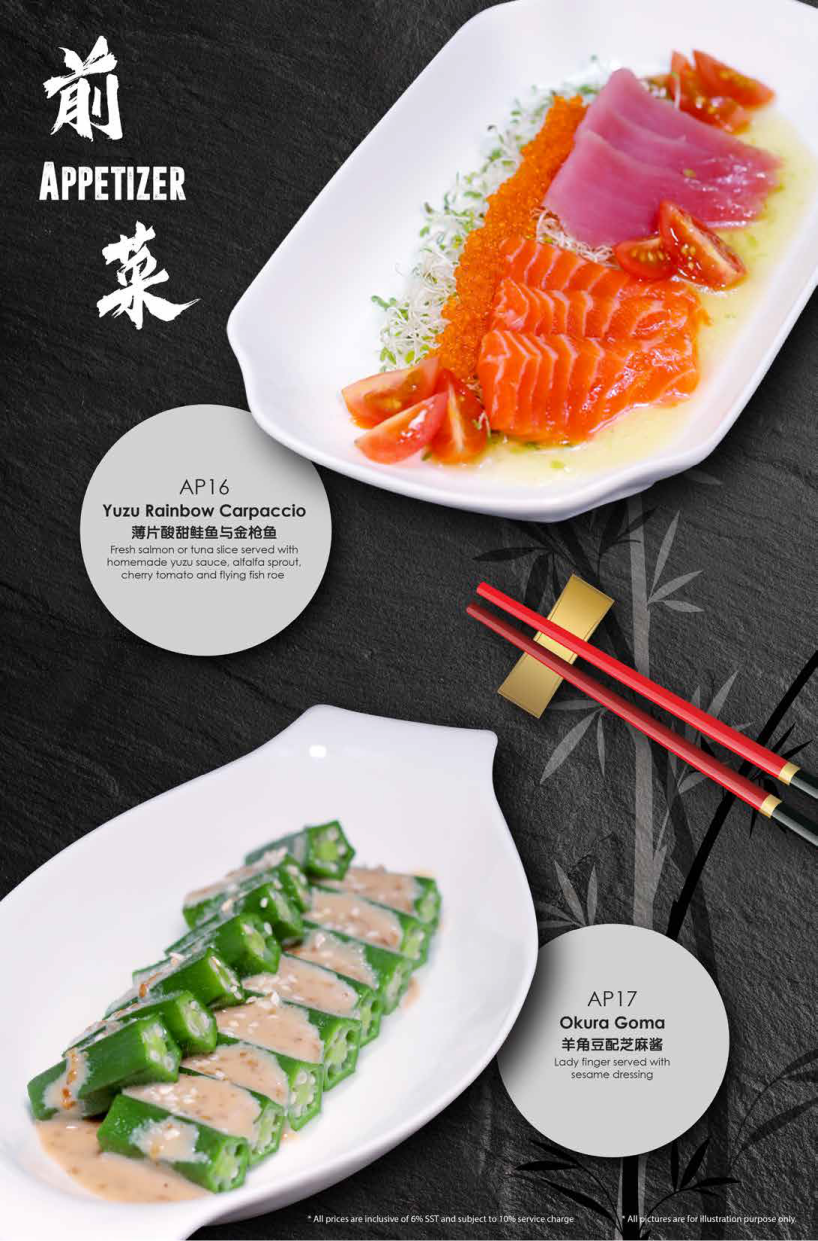 前
APPETIZER
菜
AP16
Yuzu Rainbow Carpaccio
薄片酸甜鲑鱼与金枪鱼
Fresh salmon or tuna slice served with
homemade yuzu sauce, alfalfa sprout,
cherry tomato and flying fish roe
AP17
Okura Goma
羊角豆配芝麻酱
Lady finger served with
sesame dressing
* All prices are inclusive of 6% SST and subject to 10% service charge
* All pictures are for illustration purpose only.